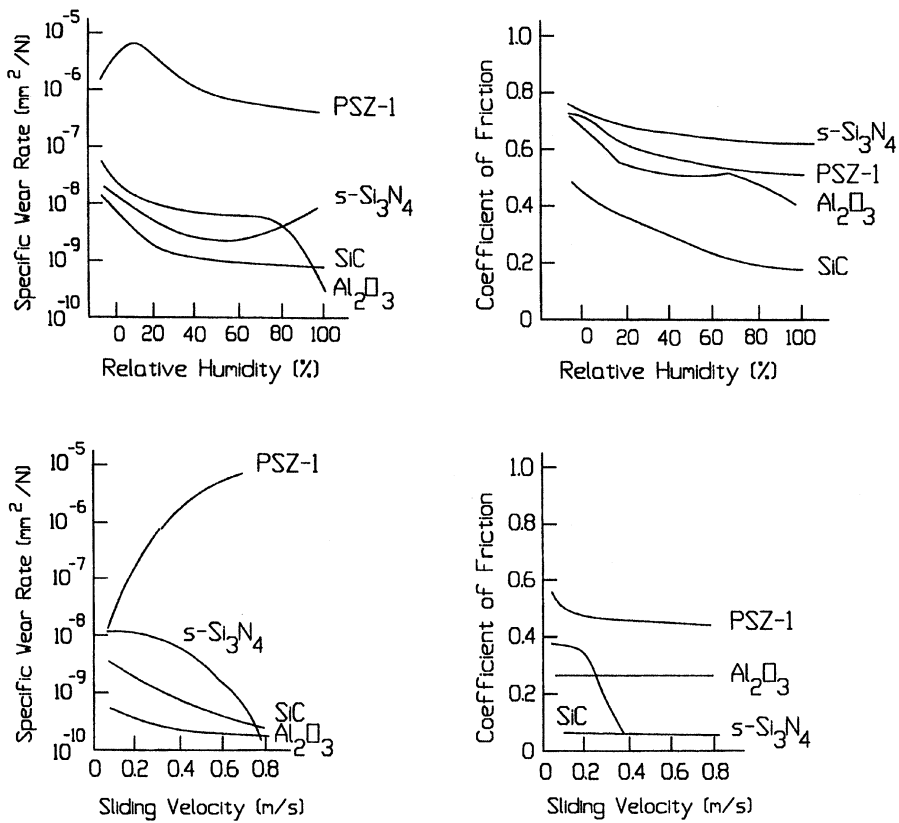 10⁻⁵
10⁻⁶
10⁻⁷
10⁻⁸
10⁻⁹
10⁻¹⁰
Specific Wear Rate (mm²/N)
PSZ-1
s-Si₃N₄
SiC
Al₂O₃
0 20 40 60 80 100
Relative Humidity (%)
1.0
0.8
0.6
0.4
0.2
0
Coefficient of Friction
s-Si₃N₄
PSZ-1
Al₂O₃
SiC
0 20 40 60 80 100
Relative Humidity (%)
10⁻⁵
10⁻⁶
10⁻⁷
10⁻⁸
10⁻⁹
10⁻¹⁰
Specific Wear Rate (mm²/N)
PSZ-1
s-Si₃N₄
SiC
Al₂O₃
0 0.2 0.4 0.6 0.8
Sliding Velocity (m/s)
1.0
0.8
0.6
0.4
0.2
0
Coefficient of Friction
PSZ-1
Al₂O₃
SiC
s-Si₃N₄
0 0.2 0.4 0.6 0.8
Sliding Velocity (m/s)